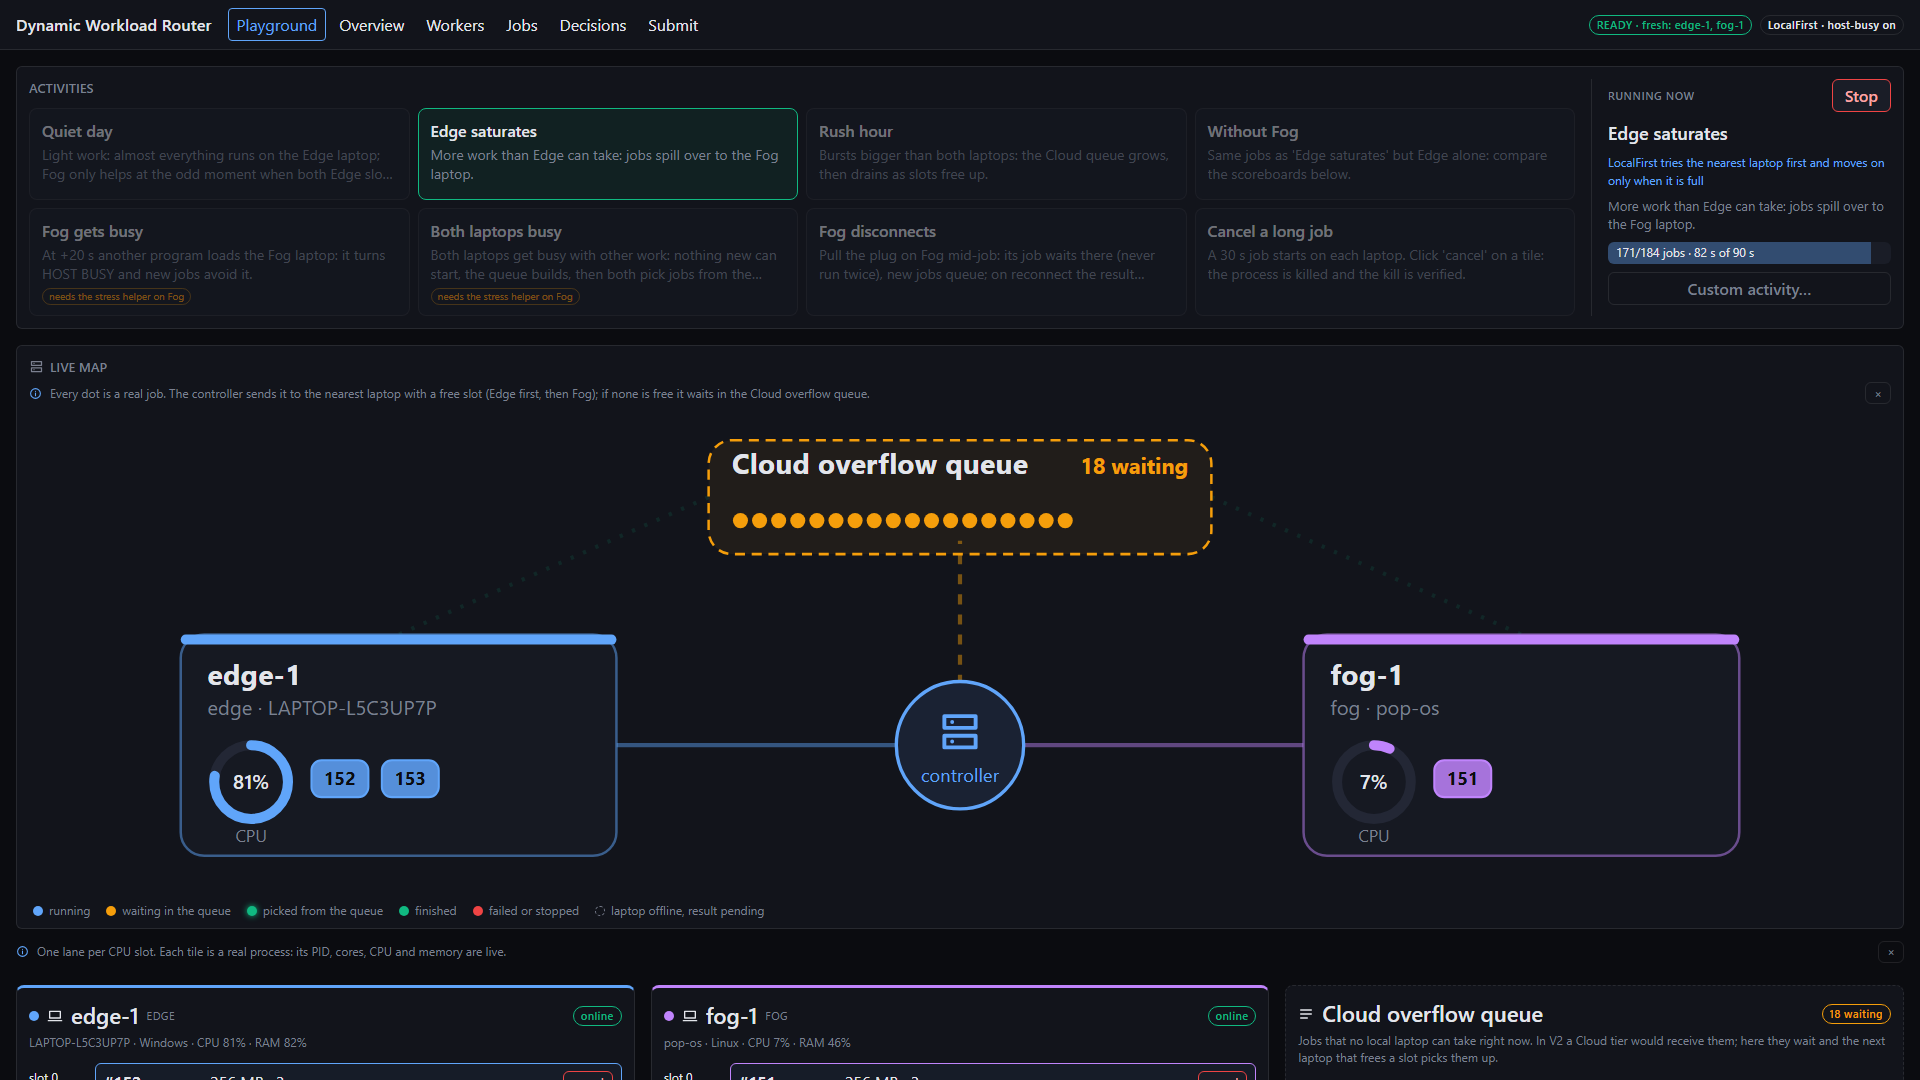 Dynamic Workload Router
Playground
Overview
Workers
Jobs
Decisions
Submit
READY · fresh: edge-1, fog-1
LocalFirst · host-busy on
ACTIVITIES
Quiet day
Light work: almost everything runs on the Edge laptop;
Fog only helps at the odd moment when both Edge slo...
Edge saturates
More work than Edge can take: jobs spill over to the Fog
laptop.
Rush hour
Bursts bigger than both laptops: the Cloud queue grows,
then drains as slots free up.
Without Fog
Same jobs as 'Edge saturates' but Edge alone: compare
the scoreboards below.
Fog gets busy
At +20 s another program loads the Fog laptop: it turns
HOST BUSY and new jobs avoid it.
needs the stress helper on Fog
Both laptops busy
Both laptops get busy with other work: nothing new can
start, the queue builds, then both pick jobs from the...
needs the stress helper on Fog
Fog disconnects
Pull the plug on Fog mid-job: its job waits there (never
run twice), new jobs queue; on reconnect the result...
Cancel a long job
A 30 s job starts on each laptop. Click 'cancel' on a tile:
the process is killed and the kill is verified.
RUNNING NOW
Stop
Edge saturates
LocalFirst tries the nearest laptop first and moves on
only when it is full
More work than Edge can take: jobs spill over to
the Fog laptop.
171/184 jobs · 82 s of 90 s
Custom activity...
LIVE MAP
Every dot is a real job. The controller sends it to the nearest laptop with a free slot (Edge first, then Fog); if none is free it waits in the Cloud overflow queue.
×
Cloud overflow queue
18 waiting
edge-1
edge · LAPTOP-L5C3UP7P
81%
CPU
152
153
controller
fog-1
fog · pop-os
7%
CPU
151
running
waiting in the queue
picked from the queue
finished
failed or stopped
laptop offline, result pending
One lane per CPU slot. Each tile is a real process: its PID, cores, CPU and memory are live.
×
edge-1 EDGE
online
LAPTOP-L5C3UP7P · Windows · CPU 81% · RAM 82%
slot 0
fog-1 FOG
online
pop-os · Linux · CPU 7% · RAM 46%
slot 0
Cloud overflow queue
18 waiting
Jobs that no local laptop can take right now. In V2 a Cloud tier would receive them; here they wait and the next
laptop that frees a slot picks them up.